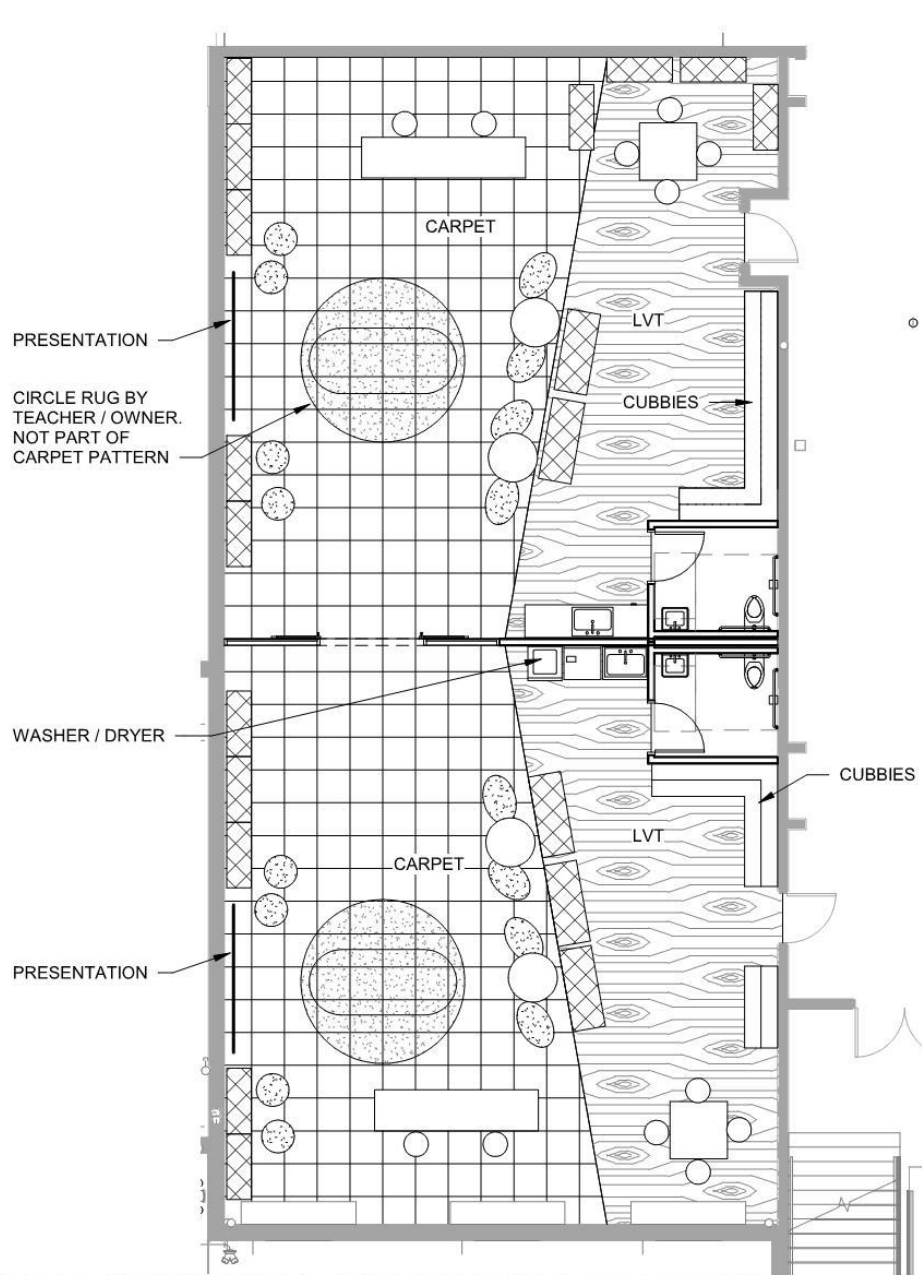 CARPET
PRESENTATION
LVT
CIRCLE RUG BY
TEACHER / OWNER.
NOT PART OF
CARPET PATTERN
CUBBIES
WASHER / DRYER
CUBBIES
LVT
CARPET
PRESENTATION